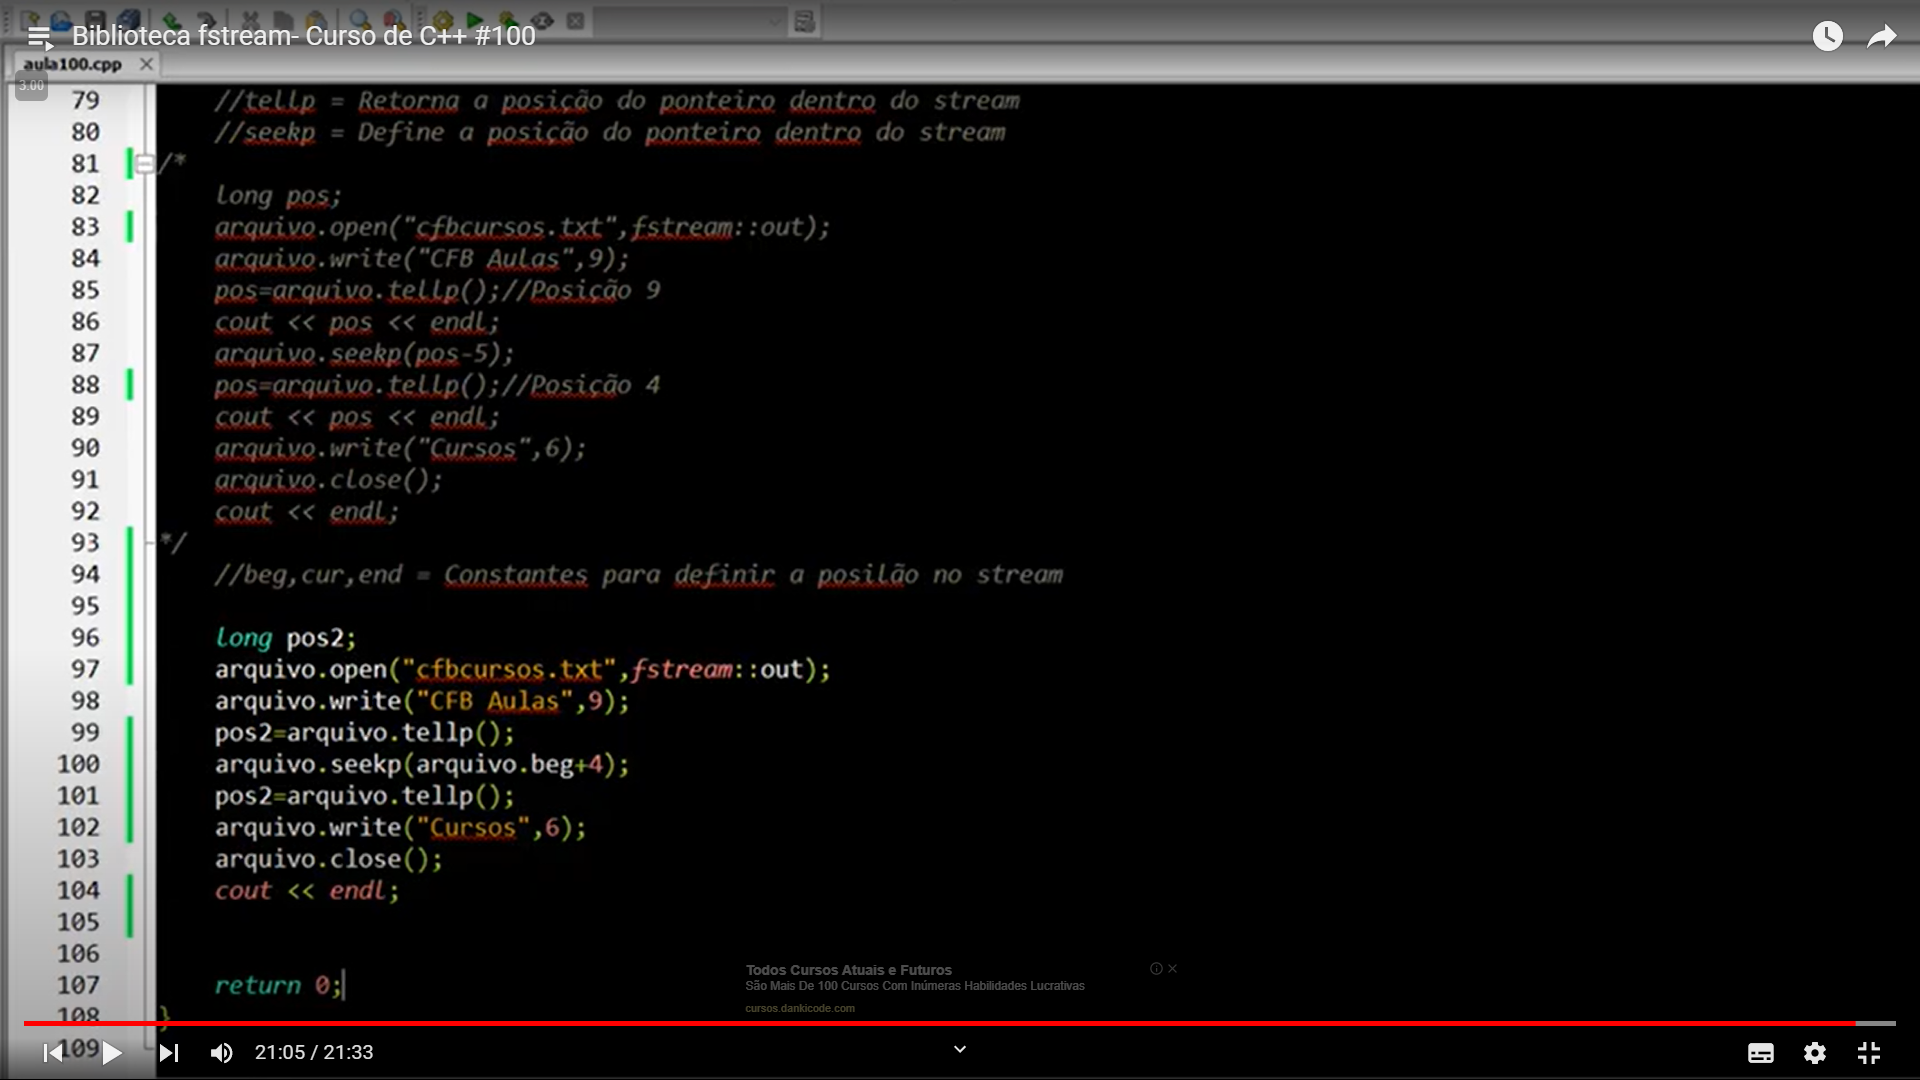 Biblioteca fstream- Curso de C++ #100
aula100.cpp
3.00
79 //tellp = Retorna a posição do ponteiro dentro do stream
80 //seekp = Define a posição do ponteiro dentro do stream
81 /*
82 long pos;
83 arquivo.open("cfbcursos.txt",fstream::out);
84 arquivo.write("CFB Aulas",9);
85 pos=arquivo.tellp();//Posição 9
86 cout << pos << endl;
87 arquivo.seekp(pos-5);
88 pos=arquivo.tellp();//Posição 4
89 cout << pos << endl;
90 arquivo.write("Cursos",6);
91 arquivo.close();
92 cout << endl;
93 */
94 //beg,cur,end = Constantes para definir a posilão no stream
95
96 long pos2;
97 arquivo.open("cfbcursos.txt",fstream::out);
98 arquivo.write("CFB Aulas",9);
99 pos2=arquivo.tellp();
100 arquivo.seekp(arquivo.beg+4);
101 pos2=arquivo.tellp();
102 arquivo.write("Cursos",6);
103 arquivo.close();
104 cout << endl;
105
106
107 return 0;
108 }
109
Todos Cursos Atuais e Futuros
São Mais De 100 Cursos Com Inúmeras Habilidades Lucrativas
cursos.dankicode.com
21:05 / 21:33